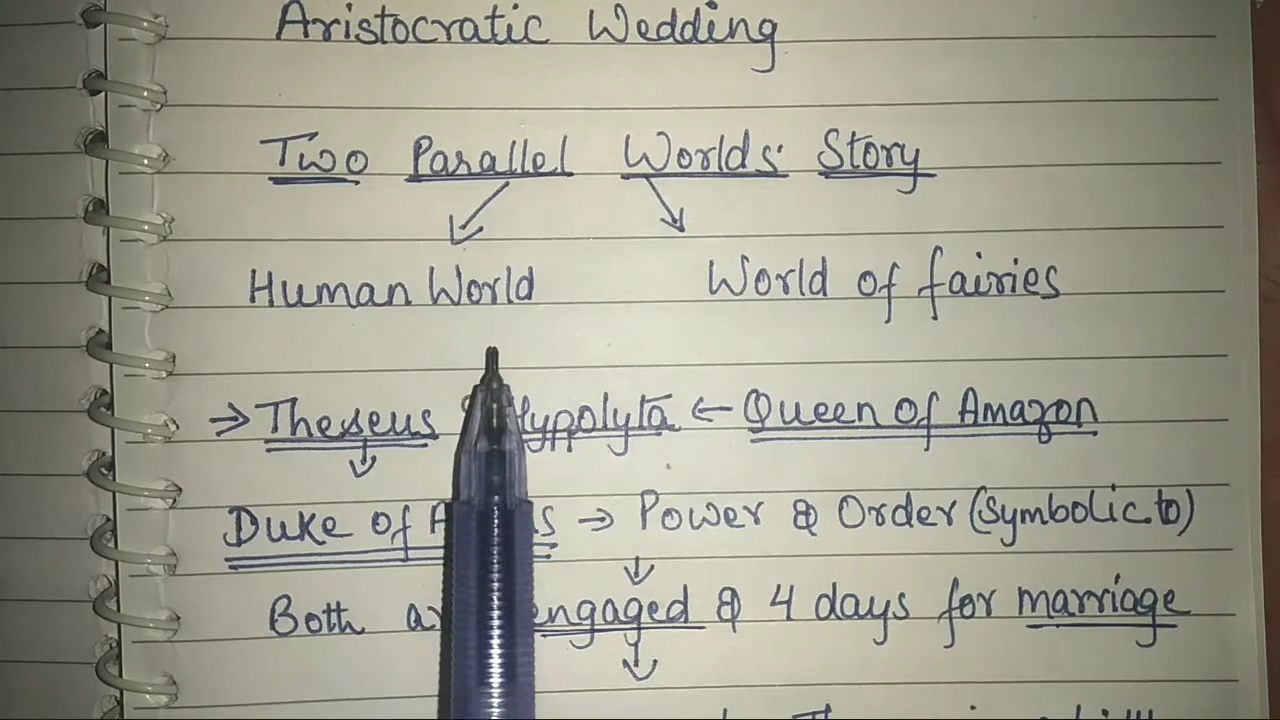 Aristocratic Wedding
Two Parallel Worlds' Story
Human World World of fairies
⇒ Theseus Hypolyta ← Queen Of Amazon
Duke of → Power & Order (Symbolic to)
Both engaged & 4 days for marriage